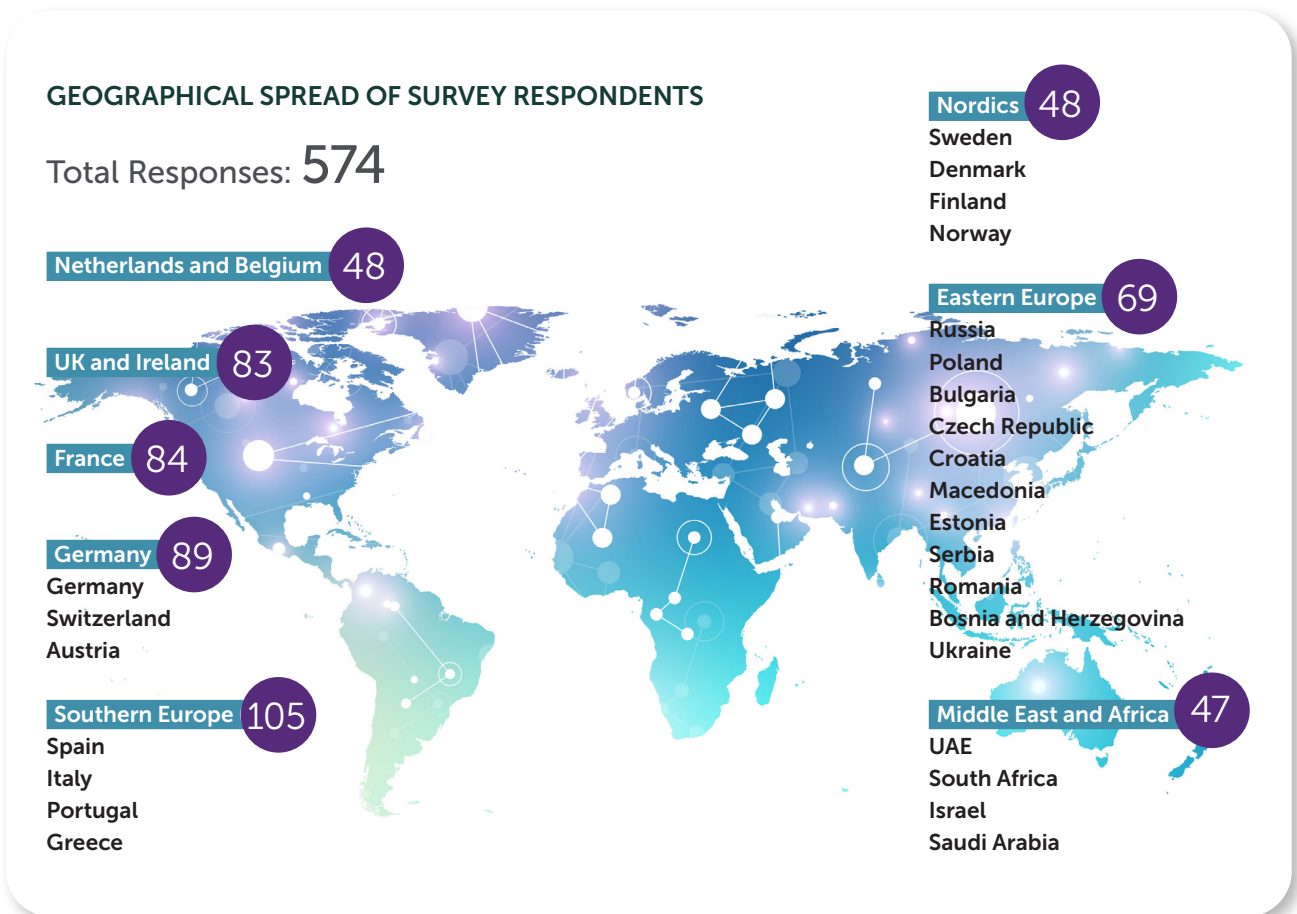 GEOGRAPHICAL SPREAD OF SURVEY RESPONDENTS
Total Responses: 574
Netherlands and Belgium 48
UK and Ireland 83
France 84
Germany 89
Germany
Switzerland
Austria
Southern Europe 105
Spain
Italy
Portugal
Greece
Nordics 48
Sweden
Denmark
Finland
Norway
Eastern Europe 69
Russia
Poland
Bulgaria
Czech Republic
Croatia
Macedonia
Estonia
Serbia
Romania
Bosnia and Herzegovina
Ukraine
Middle East and Africa 47
UAE
South Africa
Israel
Saudi Arabia